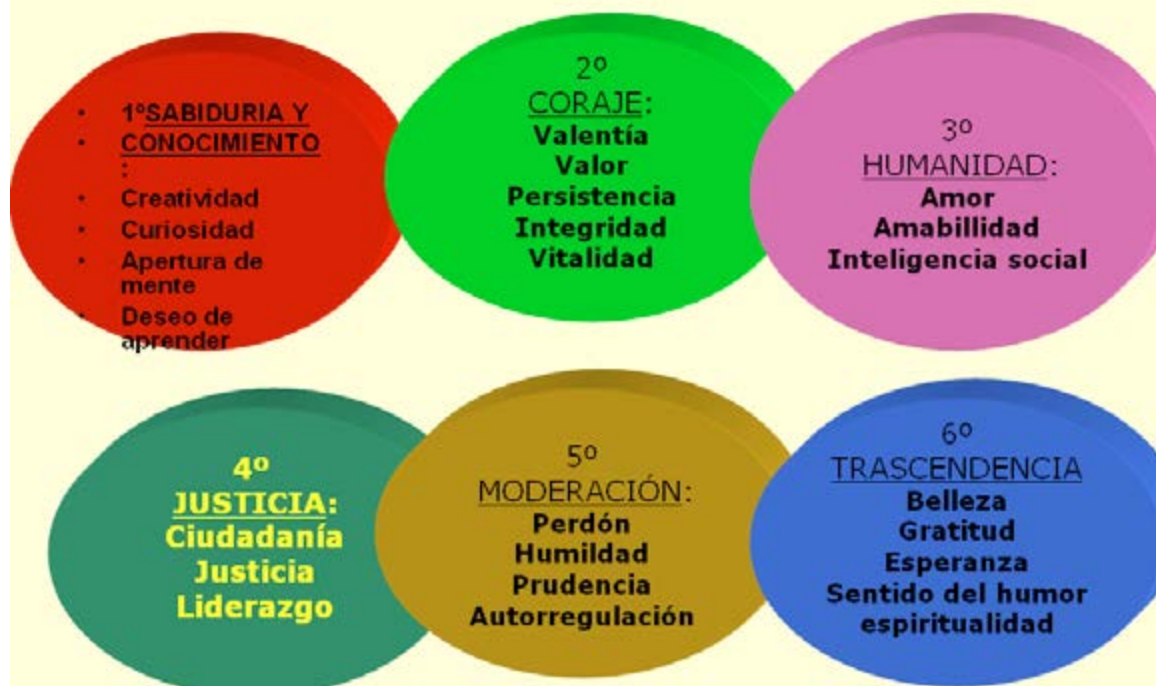 • 1ºSABIDURIA Y
• CONOCIMIENTO
:
• Creatividad
• Curiosidad
• Apertura de
mente
• Deseo de
aprender
2º
CORAJE:
Valentía
Valor
Persistencia
Integridad
Vitalidad
3º
HUMANIDAD:
Amor
Amabillidad
Inteligencia social
4º
JUSTICIA:
Ciudadanía
Justicia
Liderazgo
5º
MODERACIÓN:
Perdón
Humildad
Prudencia
Autorregulación
6º
TRASCENDENCIA
Belleza
Gratitud
Esperanza
Sentido del humor
espiritualidad